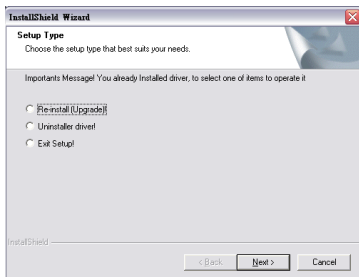 InstallShield Wizard
Setup Type
Choose the setup type that best suits your needs.
Importants Message! You already Installed driver, to select one of items to operate it
Re-install (Upgrade)!
Uninstaller driver!
Exit Setup!
InstallShield
< Back
Next >
Cancel